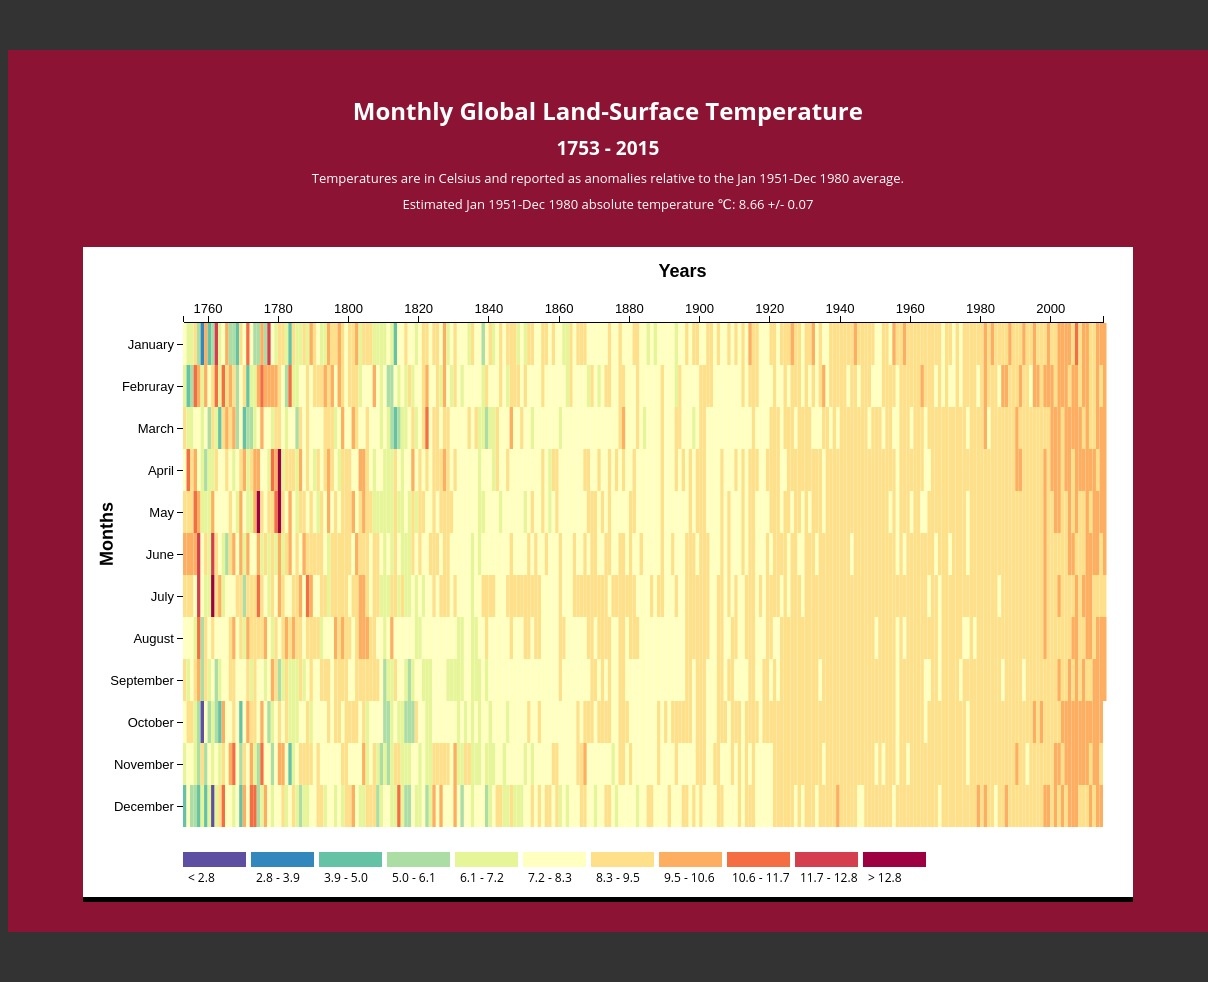 Monthly Global Land-Surface Temperature
1753 - 2015
Temperatures are in Celsius and reported as anomalies relative to the Jan 1951-Dec 1980 average.
Estimated Jan 1951-Dec 1980 absolute temperature ℃: 8.66 +/- 0.07
Years
1760 1780 1800 1820 1840 1860 1880 1900 1920 1940 1960 1980 2000
Months
January
Februray
March
April
May
June
July
August
September
October
November
December
< 2.8 2.8 - 3.9 3.9 - 5.0 5.0 - 6.1 6.1 - 7.2 7.2 - 8.3 8.3 - 9.5 9.5 - 10.6 10.6 - 11.7 11.7 - 12.8 > 12.8